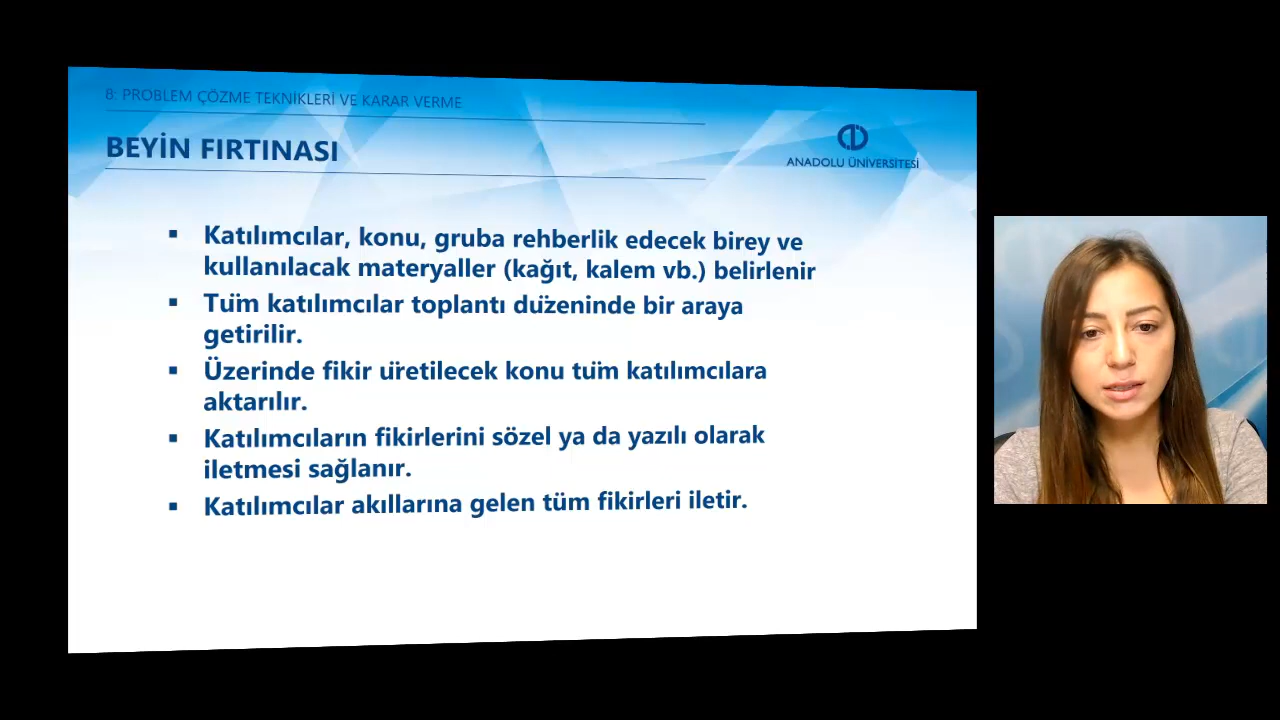 8: PROBLEM ÇÖZME TEKNİKLERİ VE KARAR VERME
BEYİN FIRTINASI
ANADOLU ÜNİVERSİTESİ
▪ Katılımcılar, konu, gruba rehberlik edecek birey ve
kullanılacak materyaller (kağıt, kalem vb.) belirlenir
▪ Tüm katılımcılar toplantı düzeninde bir araya
getirilir.
▪ Üzerinde fikir üretilecek konu tüm katılımcılara
aktarılır.
▪ Katılımcıların fikirlerini sözel ya da yazılı olarak
iletmesi sağlanır.
▪ Katılımcılar akıllarına gelen tüm fikirleri iletir.